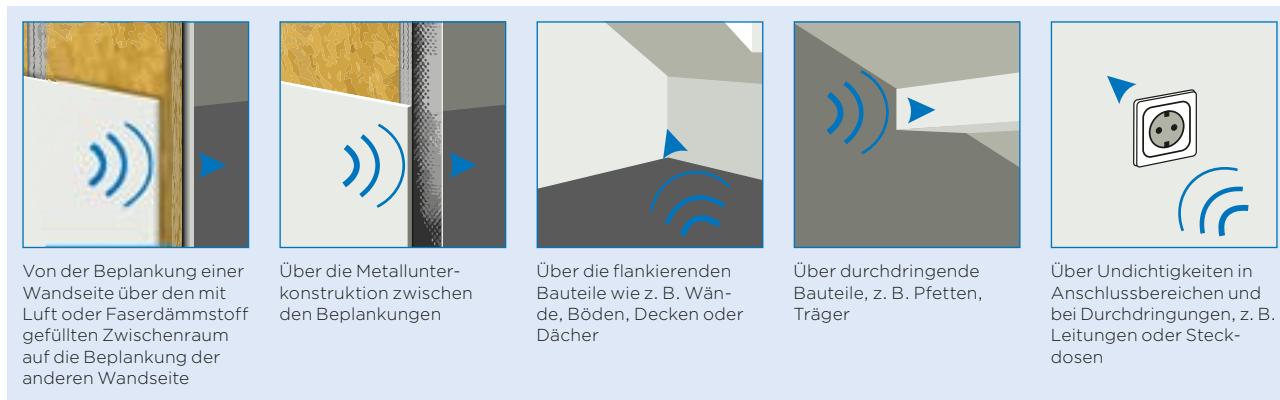 Von der Beplankung einer
Wandseite über den mit
Luft oder Faserdämmstoff
gefüllten Zwischenraum
auf die Beplankung der
anderen Wandseite
Über die Metallunter-
konstruktion zwischen
den Beplankungen
Über die flankierenden
Bauteile wie z. B. Wän-
de, Böden, Decken oder
Dächer
Über durchdringende
Bauteile, z. B. Pfetten,
Träger
Über Undichtigkeiten in
Anschlussbereichen und
bei Durchdringungen, z. B.
Leitungen oder Steck-
dosen